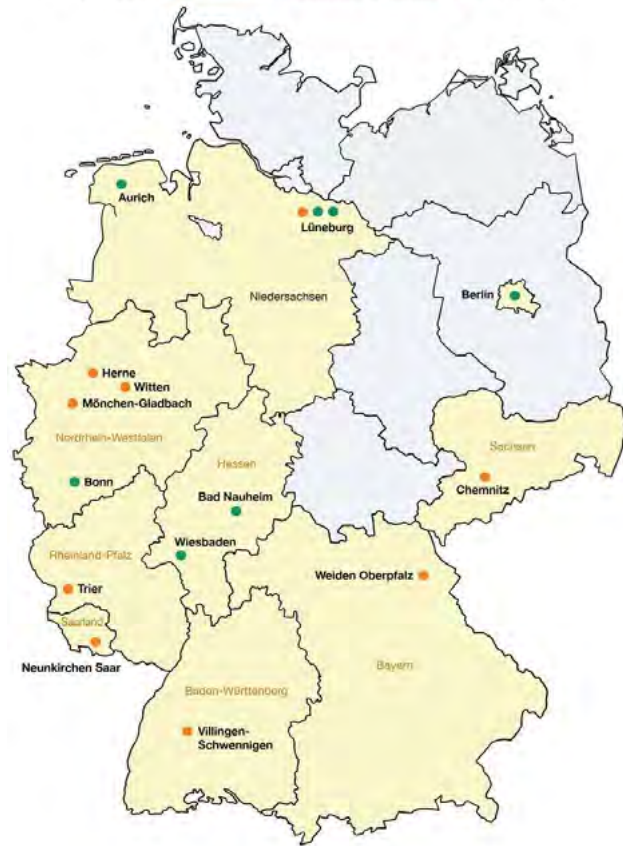 Aurich
Lüneburg
Niedersachsen
Berlin
Herne
Witten
Mönchen-Gladbach
Nordrhein-Westfalen
Sachsen
Hessen
Chemnitz
Bonn
Bad Nauheim
Wiesbaden
Rheinland-Pfalz
Weiden Oberpfalz
Trier
Saarland
Neunkirchen Saar
Bayern
Baden-Württenberg
Villingen-
Schwennigen